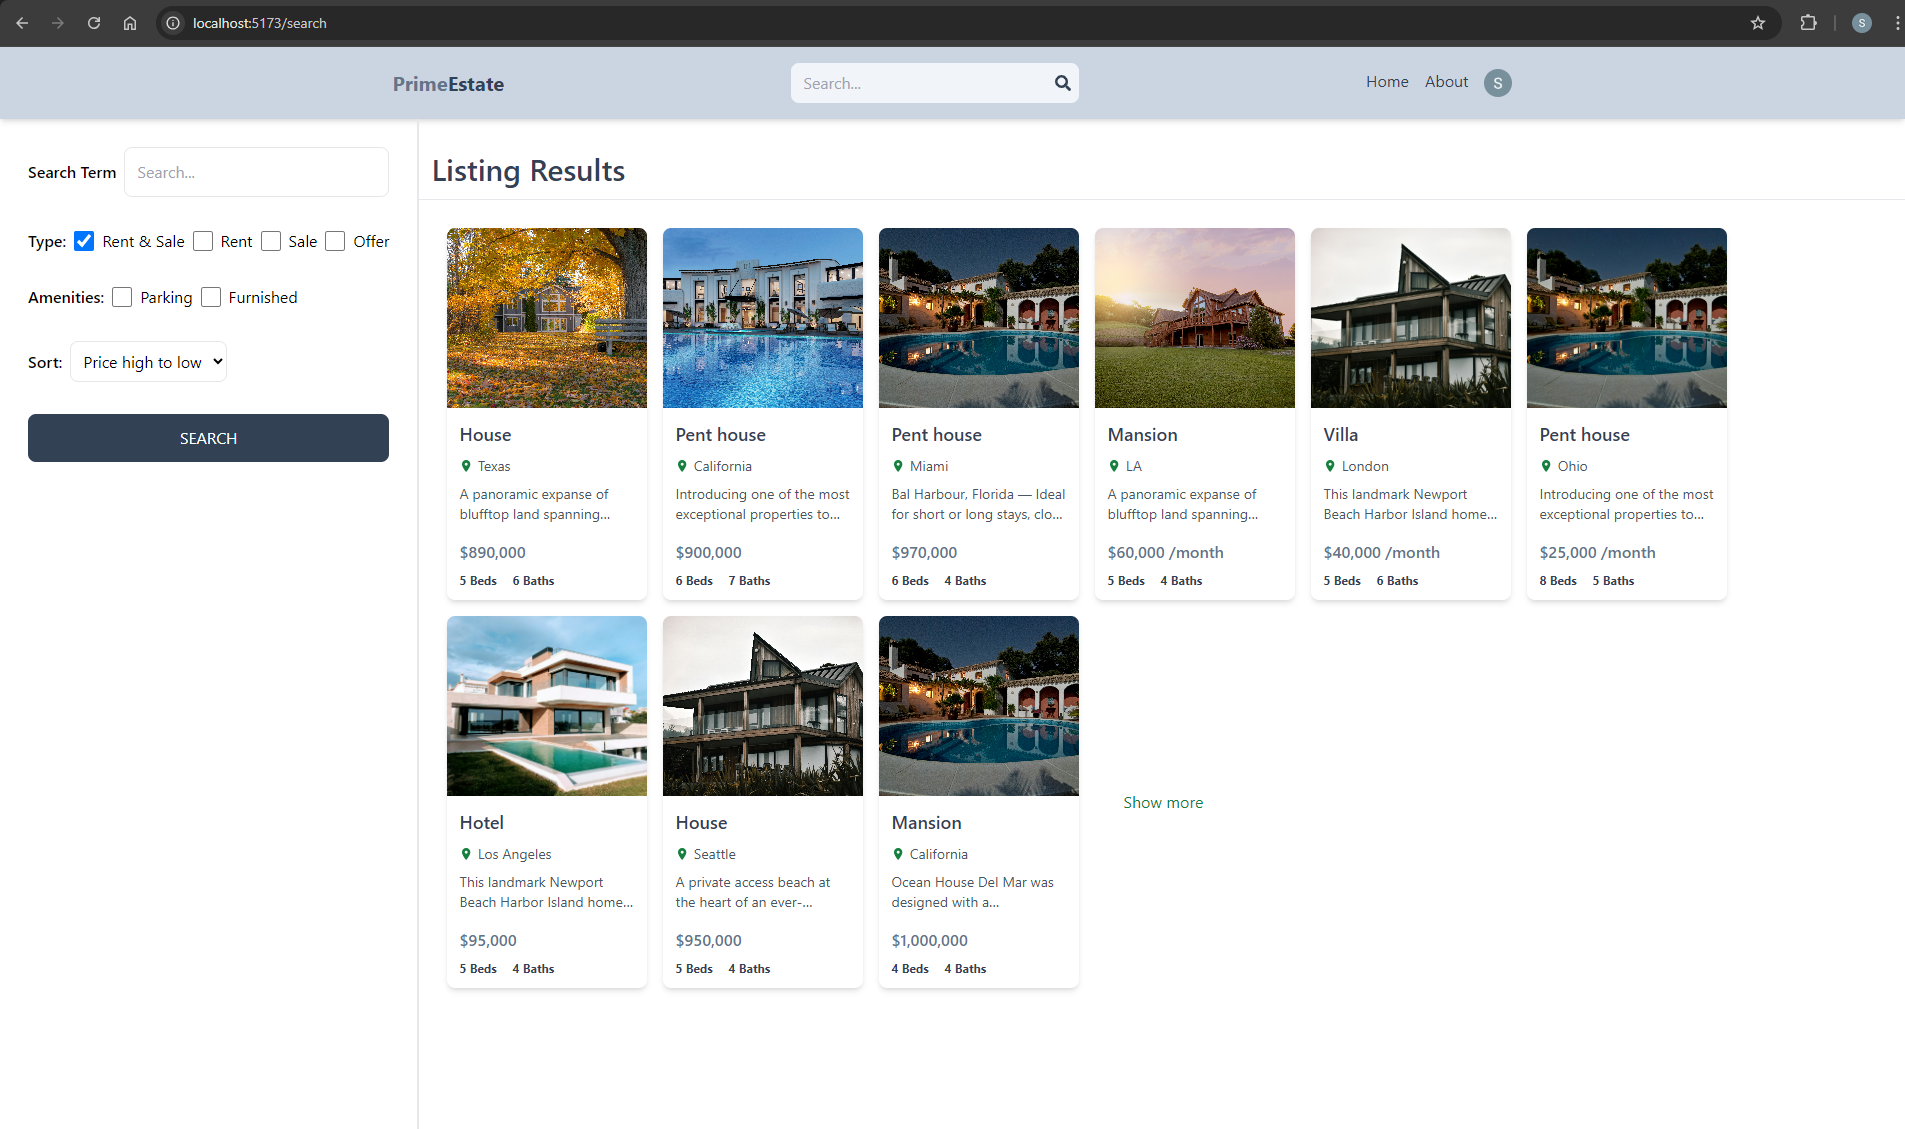 localhost:5173/search
S
PrimeEstate
Search...
Home
About
S
Search Term
Search...
Type:
Rent & Sale
Rent
Sale
Offer
Amenities:
Parking
Furnished
Sort:
Price high to low
SEARCH
Listing Results
House
Texas
A panoramic expanse of
blufftop land spanning...
$890,000
5 Beds
6 Baths
Pent house
California
Introducing one of the most
exceptional properties to...
$900,000
6 Beds
7 Baths
Pent house
Miami
Bal Harbour, Florida — Ideal
for short or long stays, clo...
$970,000
6 Beds
4 Baths
Mansion
LA
A panoramic expanse of
blufftop land spanning...
$60,000 /month
5 Beds
4 Baths
Villa
London
This landmark Newport
Beach Harbor Island home...
$40,000 /month
5 Beds
6 Baths
Pent house
Ohio
Introducing one of the most
exceptional properties to...
$25,000 /month
8 Beds
5 Baths
Hotel
Los Angeles
This landmark Newport
Beach Harbor Island home...
$95,000
5 Beds
4 Baths
House
Seattle
A private access beach at
the heart of an ever-...
$950,000
5 Beds
4 Baths
Mansion
California
Ocean House Del Mar was
designed with a...
$1,000,000
4 Beds
4 Baths
Show more